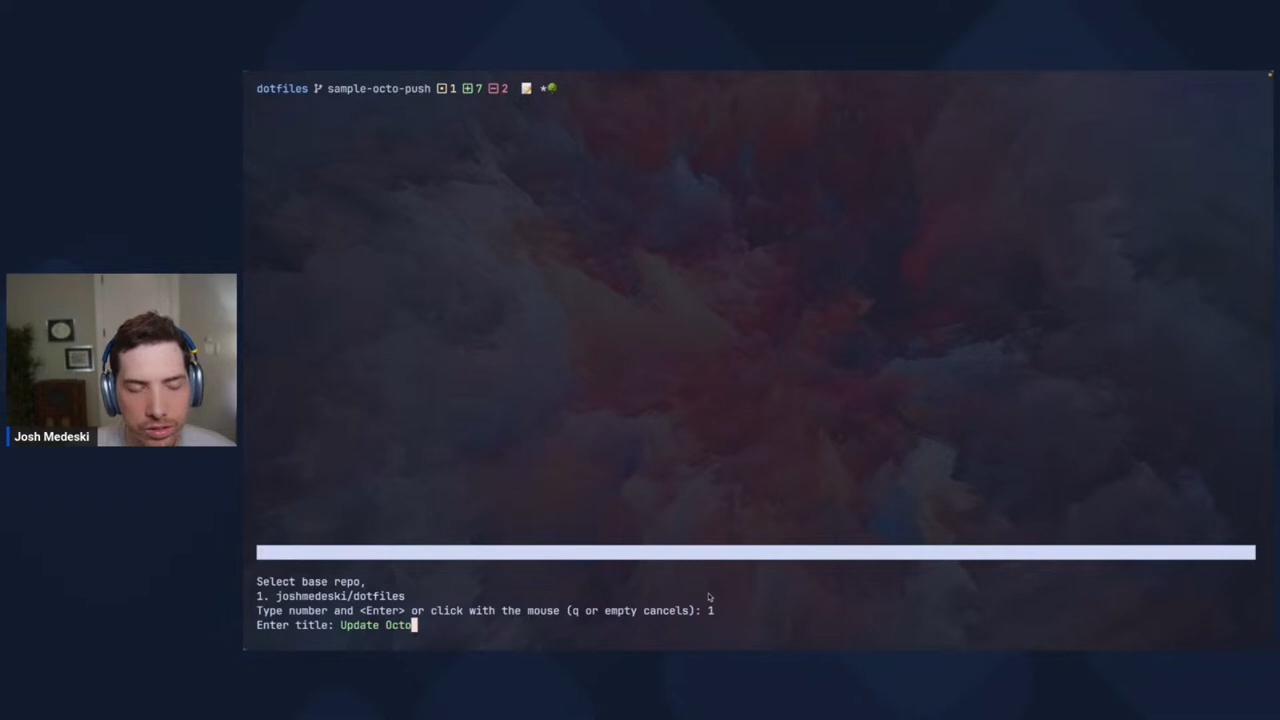 dotfiles sample-octo-push 1 7 2 *
Josh Medeski
Select base repo,
1. joshmedeski/dotfiles
Type number and <Enter> or click with the mouse (q or empty cancels): 1
Enter title: Update Octo